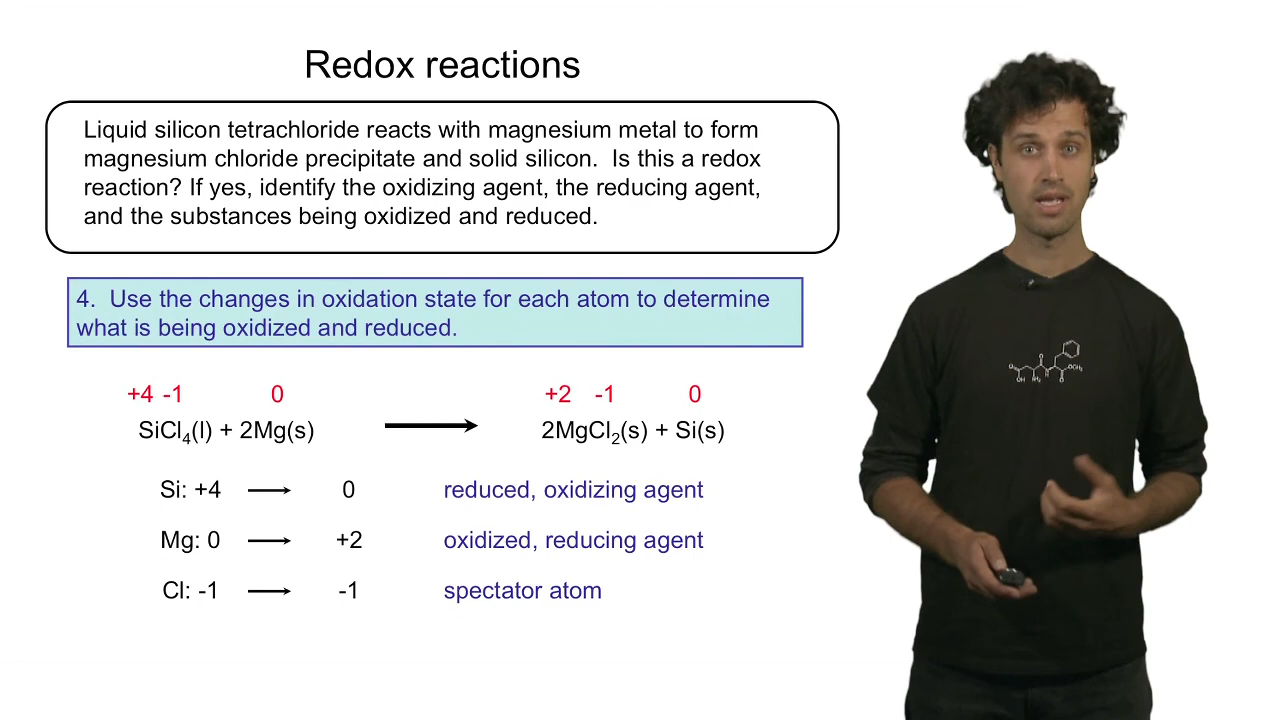 Redox reactions
Liquid silicon tetrachloride reacts with magnesium metal to form
magnesium chloride precipitate and solid silicon.  Is this a redox
reaction? If yes, identify the oxidizing agent, the reducing agent,
and the substances being oxidized and reduced.
4.  Use the changes in oxidation state for each atom to determine
what is being oxidized and reduced.
+4 -1 0 +2 -1 0
SiCl₄(l) + 2Mg(s) ⟶ 2MgCl₂(s) + Si(s)
Si: +4 ⟶ 0 reduced, oxidizing agent
Mg: 0 ⟶ +2 oxidized, reducing agent
Cl: -1 ⟶ -1 spectator atom